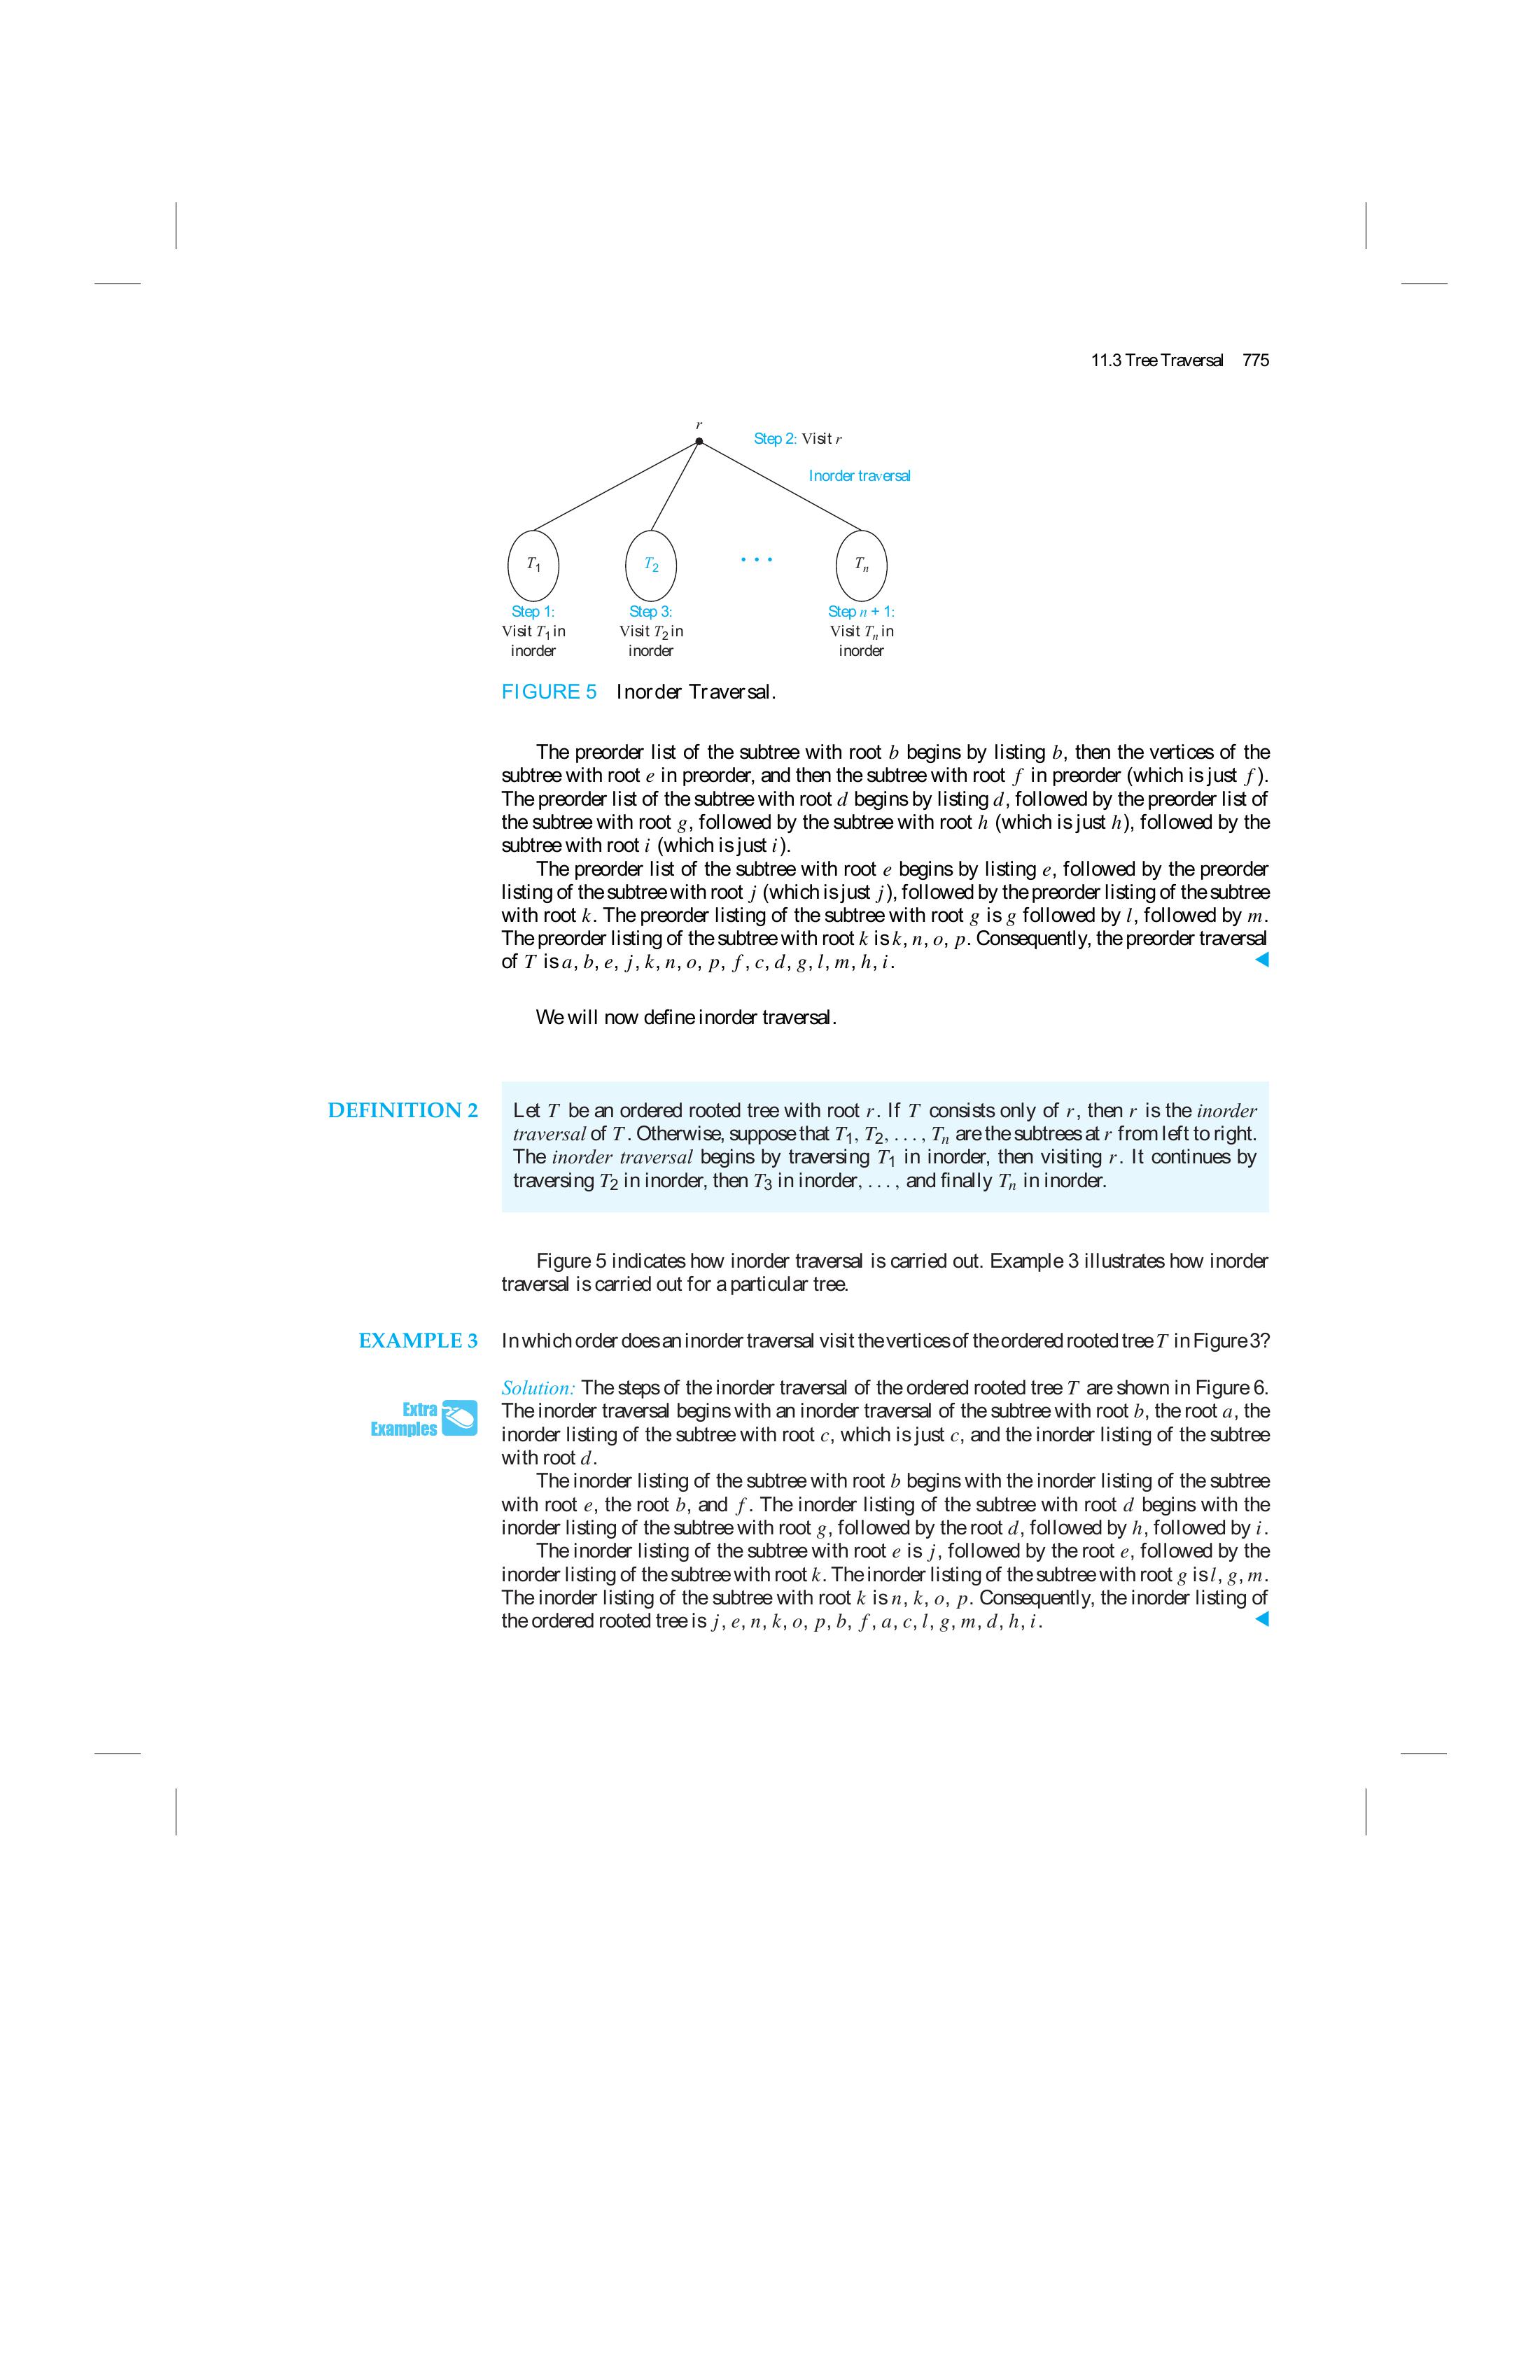 11.3 Tree Traversal 775
r
Step 2: Visit r
Inorder traversal
T1 T2 · · · Tn
Step 1: Step 3: Step n + 1:
Visit T1 in Visit T2 in Visit Tn in
inorder inorder inorder
FIGURE 5 Inorder Traversal.
The preorder list of the subtree with root b begins by listing b, then the vertices of the
subtree with root e in preorder, and then the subtree with root f in preorder (which is just f).
The preorder list of the subtree with root d begins by listing d, followed by the preorder list of
the subtree with root g, followed by the subtree with root h (which is just h), followed by the
subtree with root i (which is just i).
The preorder list of the subtree with root e begins by listing e, followed by the preorder
listing of the subtree with root j (which is just j), followed by the preorder listing of the subtree
with root k. The preorder listing of the subtree with root g is g followed by l, followed by m.
The preorder listing of the subtree with root k is k, n, o, p. Consequently, the preorder traversal
of T is a, b, e, j, k, n, o, p, f, c, d, g, l, m, h, i.
We will now define inorder traversal.
DEFINITION 2 Let T be an ordered rooted tree with root r. If T consists only of r, then r is the inorder
traversal of T. Otherwise, suppose that T1, T2, . . . , Tn are the subtrees at r from left to right.
The inorder traversal begins by traversing T1 in inorder, then visiting r. It continues by
traversing T2 in inorder, then T3 in inorder, . . . , and finally Tn in inorder.
Figure 5 indicates how inorder traversal is carried out. Example 3 illustrates how inorder
traversal is carried out for a particular tree.
EXAMPLE 3 In which order does an inorder traversal visit the vertices of the ordered rooted tree T in Figure 3?
Solution: The steps of the inorder traversal of the ordered rooted tree T are shown in Figure 6.
Extra
Examples
The inorder traversal begins with an inorder traversal of the subtree with root b, the root a, the
inorder listing of the subtree with root c, which is just c, and the inorder listing of the subtree
with root d.
The inorder listing of the subtree with root b begins with the inorder listing of the subtree
with root e, the root b, and f. The inorder listing of the subtree with root d begins with the
inorder listing of the subtree with root g, followed by the root d, followed by h, followed by i.
The inorder listing of the subtree with root e is j, followed by the root e, followed by the
inorder listing of the subtree with root k. The inorder listing of the subtree with root g is l, g, m.
The inorder listing of the subtree with root k is n, k, o, p. Consequently, the inorder listing of
the ordered rooted tree is j, e, n, k, o, p, b, f, a, c, l, g, m, d, h, i.